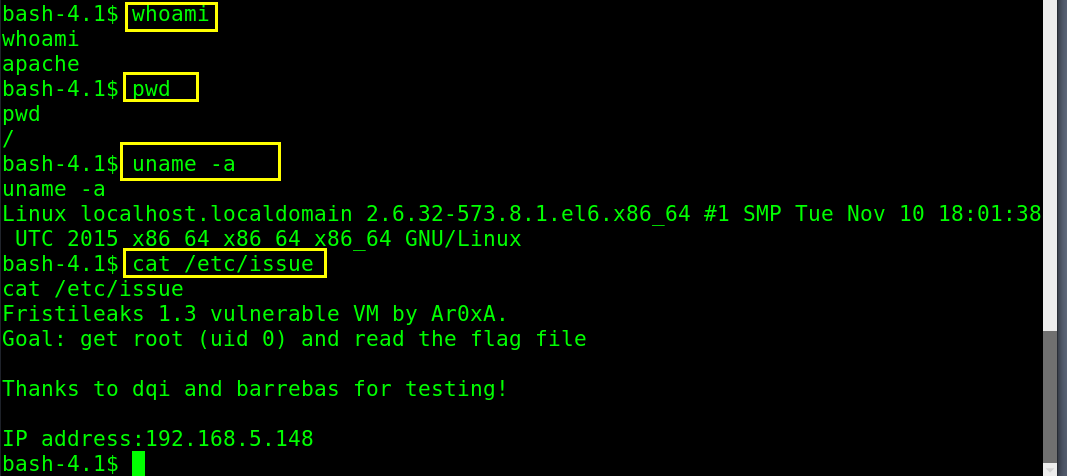 bash-4.1$ whoami
whoami
apache
bash-4.1$ pwd
pwd
/
bash-4.1$ uname -a
uname -a
Linux localhost.localdomain 2.6.32-573.8.1.el6.x86_64 #1 SMP Tue Nov 10 18:01:38
 UTC 2015 x86_64 x86_64 x86_64 GNU/Linux
bash-4.1$ cat /etc/issue
cat /etc/issue
Fristileaks 1.3 vulnerable VM by Ar0xA.
Goal: get root (uid 0) and read the flag file
Thanks to dqi and barrebas for testing!
IP address:192.168.5.148
bash-4.1$